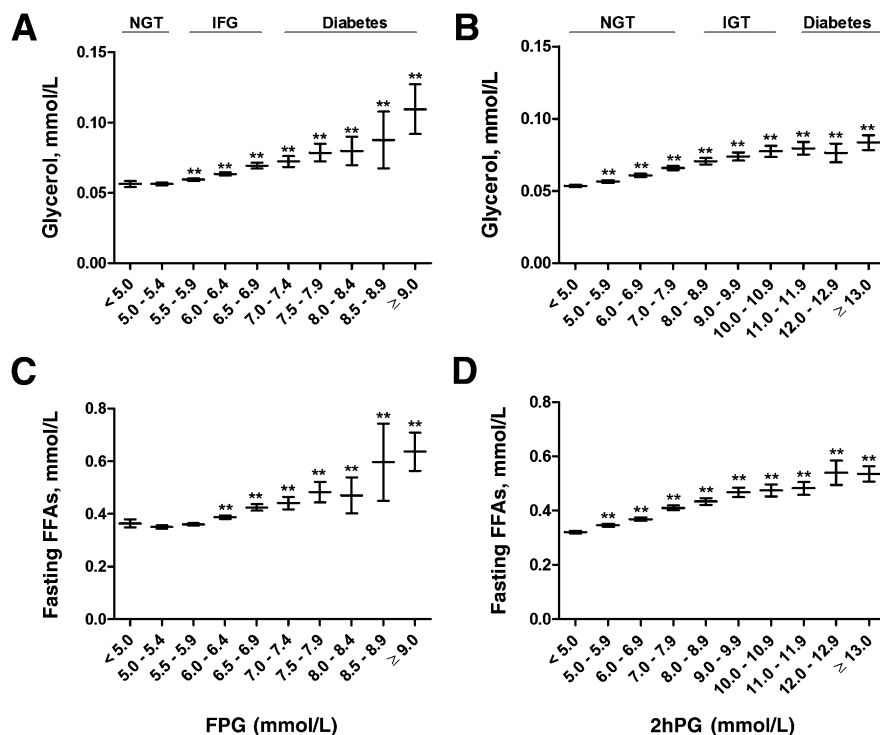 A
NGT IFG Diabetes
Glycerol, mmol/L
0.15
0.10
0.05
0.00
** ** ** ** ** ** ** **
< 5.0
5.0 - 5.4
5.5 - 5.9
6.0 - 6.4
6.5 - 6.9
7.0 - 7.4
7.5 - 7.9
8.0 - 8.4
8.5 - 8.9
≥ 9.0
B
NGT IGT Diabetes
Glycerol, mmol/L
0.15
0.10
0.05
0.00
** ** ** ** ** ** ** ** **
< 5.0
5.0 - 5.9
6.0 - 6.9
7.0 - 7.9
8.0 - 8.9
9.0 - 9.9
10.0 - 10.9
11.0 - 11.9
12.0 - 12.9
≥ 13.0
C
Fasting FFAs, mmol/L
0.8
0.6
0.4
0.2
0.0
** ** ** ** ** ** **
< 5.0
5.0 - 5.4
5.5 - 5.9
6.0 - 6.4
6.5 - 6.9
7.0 - 7.4
7.5 - 7.9
8.0 - 8.4
8.5 - 8.9
≥ 9.0
FPG (mmol/L)
D
Fasting FFAs, mmol/L
0.8
0.6
0.4
0.2
0.0
** ** ** ** ** ** ** ** **
< 5.0
5.0 - 5.9
6.0 - 6.9
7.0 - 7.9
8.0 - 8.9
9.0 - 9.9
10.0 - 10.9
11.0 - 11.9
12.0 - 12.9
≥ 13.0
2hPG (mmol/L)